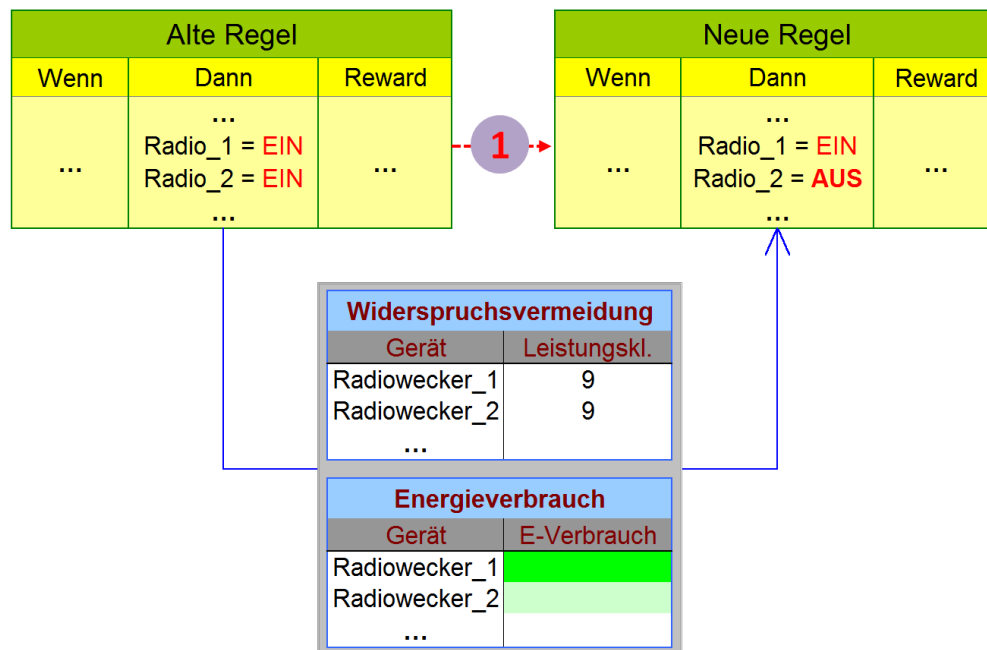 Alte Regel
Wenn Dann Reward
...
Radio_1 = EIN
... Radio_2 = EIN ...
...
1
Neue Regel
Wenn Dann Reward
...
Radio_1 = EIN
... Radio_2 = AUS ...
...
Widerspruchsvermeidung
Gerät Leistungskl.
Radiowecker_1 9
Radiowecker_2 9
...
Energieverbrauch
Gerät E-Verbrauch
Radiowecker_1
Radiowecker_2
...